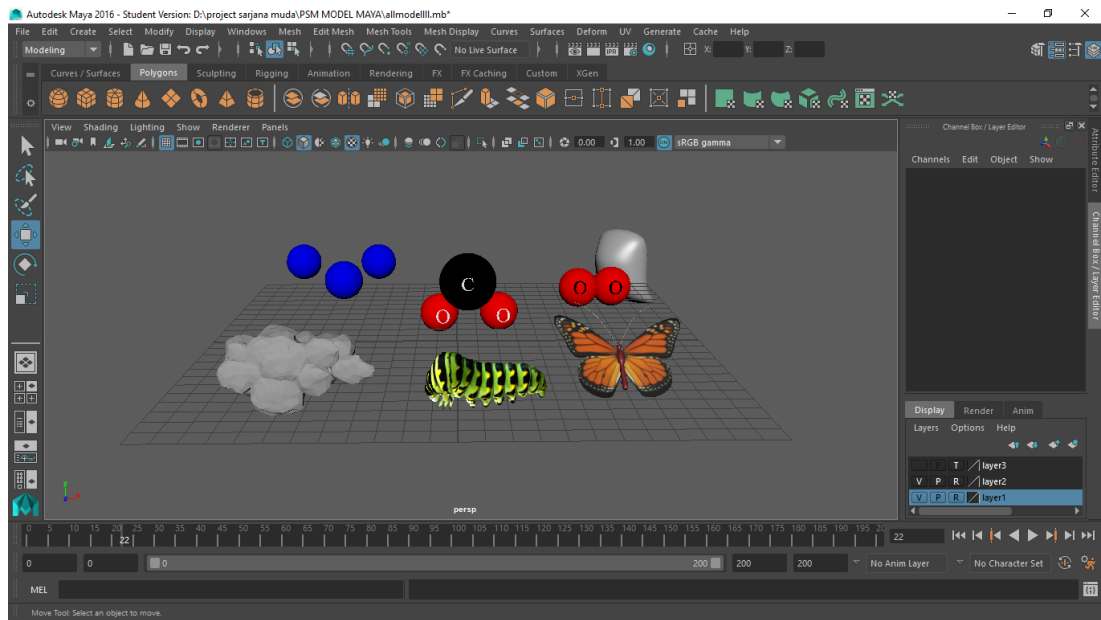 Autodesk Maya 2016 - Student Version: D:\project sarjana muda\PSM MODEL MAYA\allmodellll.mb*
File Edit Create Select Modify Display Windows Mesh Edit Mesh Mesh Tools Mesh Display Curves Surfaces Deform UV Generate Cache Help
Modeling No Live Surface X: Y: Z:
Curves / Surfaces Polygons Sculpting Rigging Animation Rendering FX FX Caching Custom XGen
View Shading Lighting Show Renderer Panels
0.00 1.00 sRGB gamma
Channel Box / Layer Editor
Channels Edit Object Show
Attribute Editor
Channel Box / Layer Editor
C
O O
O O
persp
Display Render Anim
Layers Options Help
T layer3
V P R layer2
V P R layer1
0 5 10 15 20 25 30 35 40 45 50 55 60 65 70 75 80 85 90 95 100 105 110 115 120 125 130 135 140 145 150 155 160 165 170 175 180 185 190 195 20
22 22
0 0 0 200 200 200 No Anim Layer No Character Set
MEL
Move Tool: Select an object to move.